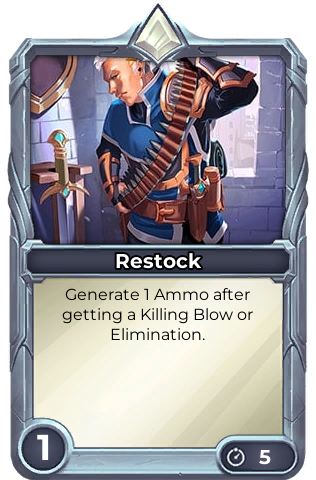 Restock
Generate 1 Ammo after
getting a Killing Blow or
Elimination.
1
5